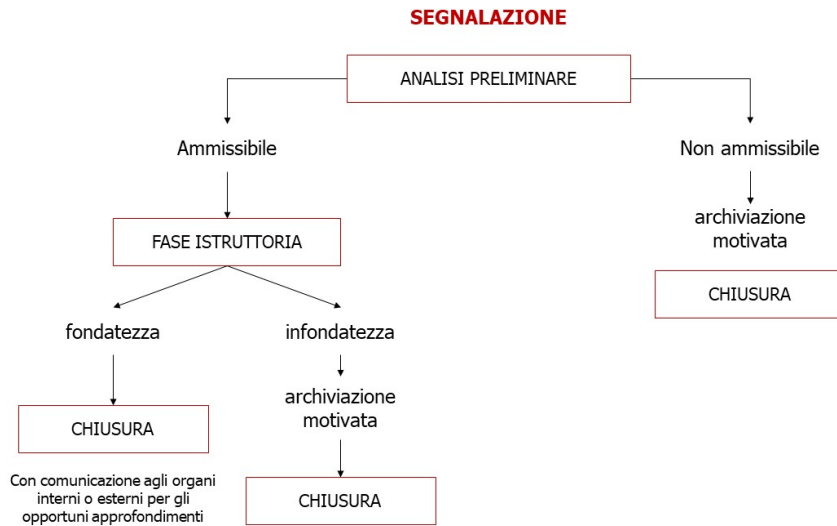 SEGNALAZIONE
ANALISI PRELIMINARE
Ammissibile
Non ammissibile
archiviazione
motivata
FASE ISTRUTTORIA
CHIUSURA
fondatezza
infondatezza
archiviazione
motivata
CHIUSURA
Con comunicazione agli organi
interni o esterni per gli
opportuni approfondimenti
CHIUSURA